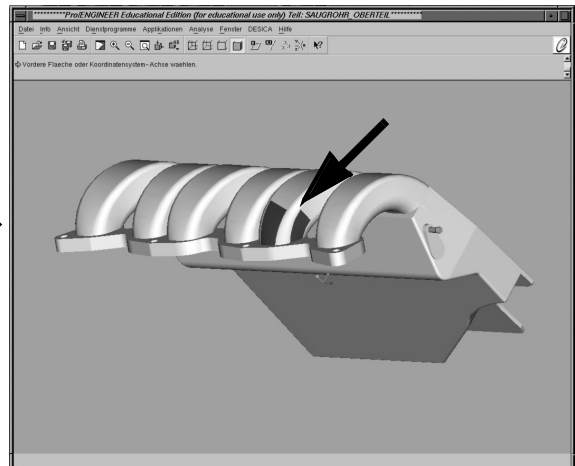 **********Pro/ENGINEER Educational Edition (for educational use only) Teil: SAUGROHR_OBERTEIL**********
Datei Info Ansicht Dienstprogramme Applikationen Analyse Fenster DESICA Hilfe
Vordere Flaeche oder Koordinatensystem-Achse waehlen.